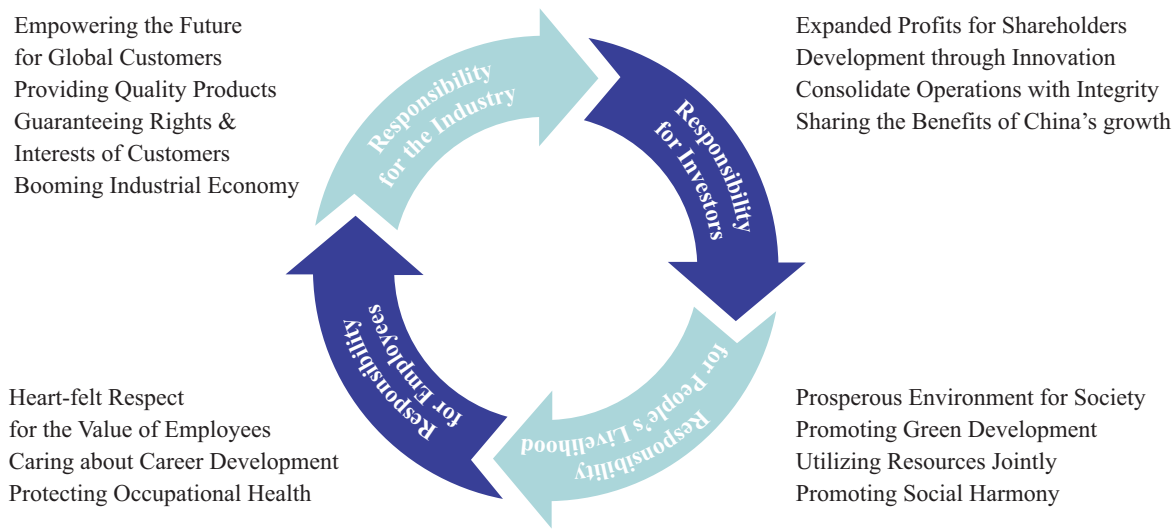 Empowering the Future
for Global Customers
Providing Quality Products
Guaranteeing Rights &
Interests of Customers
Booming Industrial Economy
Responsibility
for the Industry
Responsibility
for Investors
Expanded Profits for Shareholders
Development through Innovation
Consolidate Operations with Integrity
Sharing the Benefits of China’s growth
Heart-felt Respect
for the Value of Employees
Caring about Career Development
Protecting Occupational Health
Responsibility
for Employees
Responsibility
for People’s Livelihood
Prosperous Environment for Society
Promoting Green Development
Utilizing Resources Jointly
Promoting Social Harmony